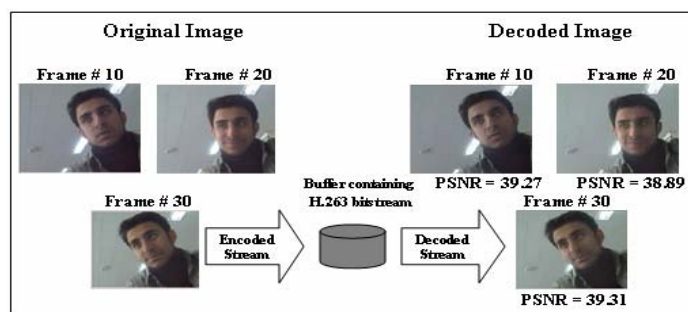 Original Image
Decoded Image
Frame # 10
Frame # 20
Frame # 10
Frame # 20
PSNR = 39.27
PSNR = 38.89
Frame # 30
Encoded
Stream
Buffer containing
H.263 bitstream
Decoded
Stream
Frame # 30
PSNR = 39.31